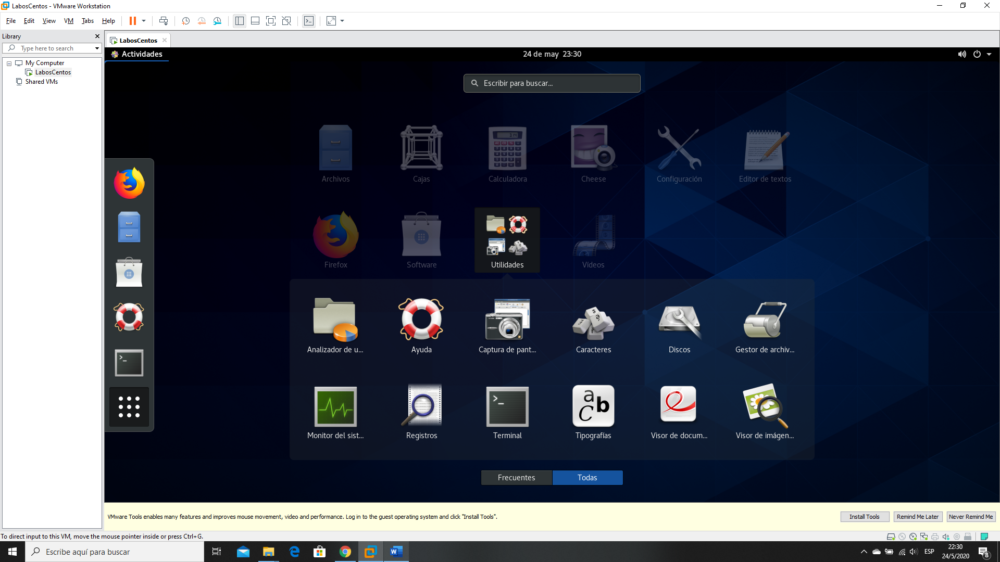 LabosCentos - VMware Workstation
File Edit View VM Tabs Help
Library
Type here to search
My Computer
LabosCentos
Shared VMs
LabosCentos
Actividades
24 de may 23:30
Escribir para buscar...
Archivos
Cajas
Calculadora
Cheese
Configuración
Editor de textos
Firefox
Software
Utilidades
Vídeos
Analizador de u...
Ayuda
Captura de pant...
Caracteres
Discos
Gestor de archiv...
Monitor del sist...
Registros
Terminal
Tipografías
Visor de docum...
Visor de imágen...
Frecuentes
Todas
VMware Tools enables many features and improves mouse movement, video and performance. Log in to the guest operating system and click "Install Tools".
Install Tools
Remind Me Later
Never Remind Me
To direct input to this VM, move the mouse pointer inside or press Ctrl+G.
Escribe aquí para buscar
ESP
22:30
24/5/2020
8